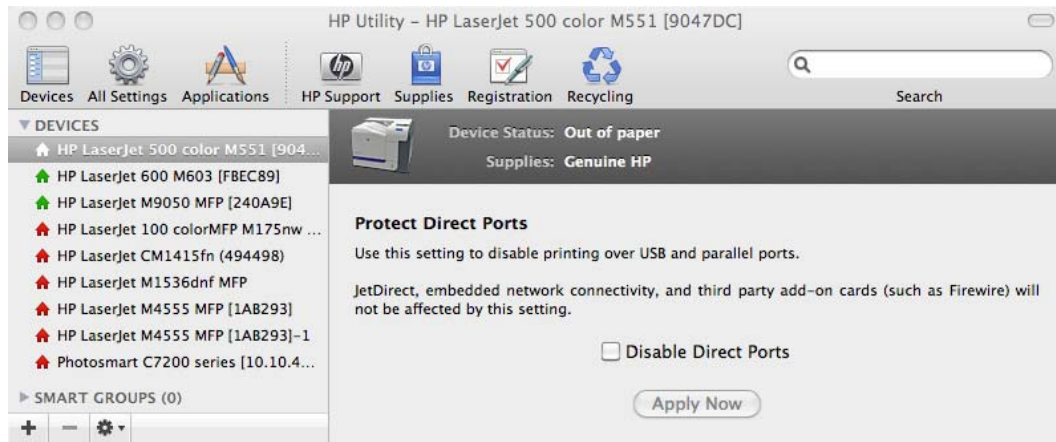 HP Utility – HP LaserJet 500 color M551 [9047DC]
Devices All Settings Applications HP Support Supplies Registration Recycling Search
DEVICES
HP LaserJet 500 color M551 [904...
HP LaserJet 600 M603 [FBEC89]
HP LaserJet M9050 MFP [240A9E]
HP LaserJet 100 colorMFP M175nw ...
HP LaserJet CM1415fn (494498)
HP LaserJet M1536dnf MFP
HP LaserJet M4555 MFP [1AB293]
HP LaserJet M4555 MFP [1AB293]-1
Photosmart C7200 series [10.10.4...
SMART GROUPS (0)
Device Status: Out of paper
Supplies: Genuine HP
Protect Direct Ports
Use this setting to disable printing over USB and parallel ports.
JetDirect, embedded network connectivity, and third party add-on cards (such as Firewire) will
not be affected by this setting.
Disable Direct Ports
Apply Now